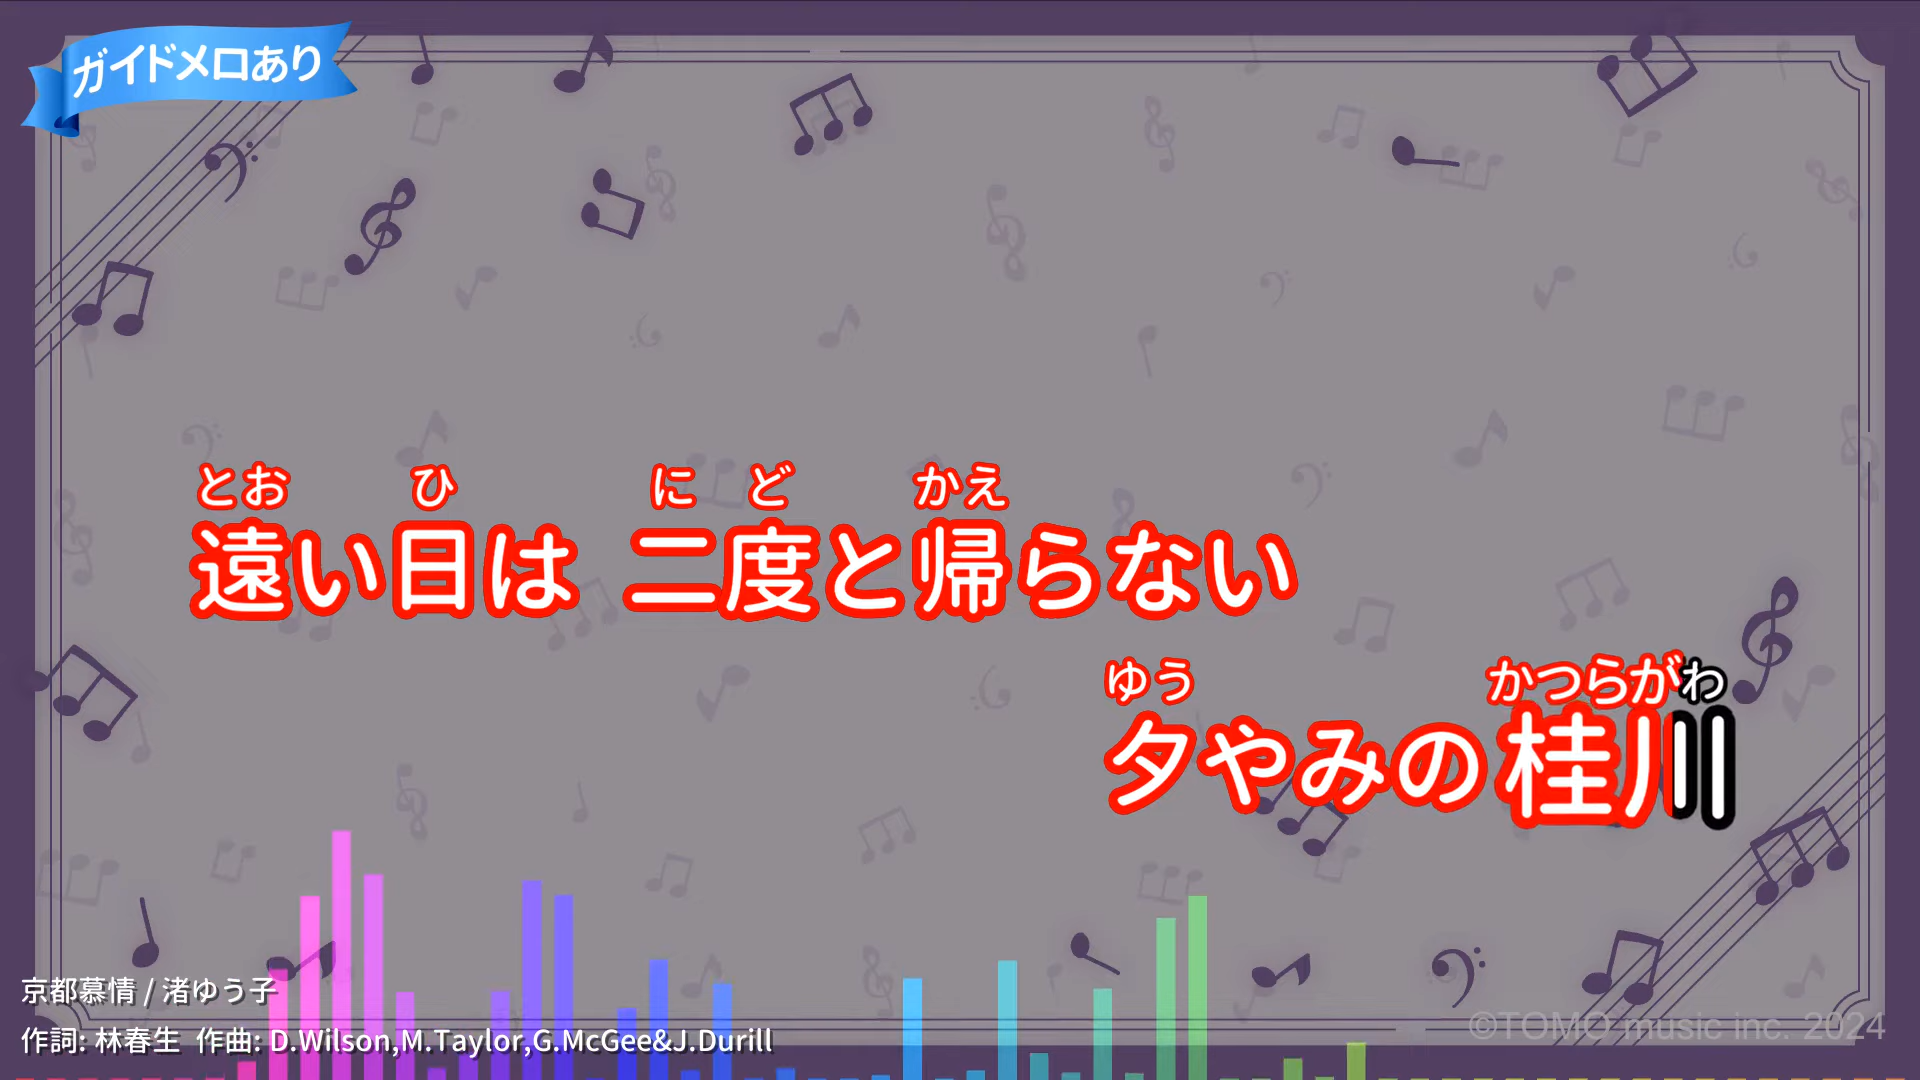 ガイドメロあり
とお ひ に ど かえ
遠い日は 二度と帰らない
ゆう かつらがわ
夕やみの桂川
京都慕情 / 渚ゆう子
作詞: 林春生 作曲: D.Wilson,M.Taylor,G.McGee&J.Durill
©TOMO music inc. 2024